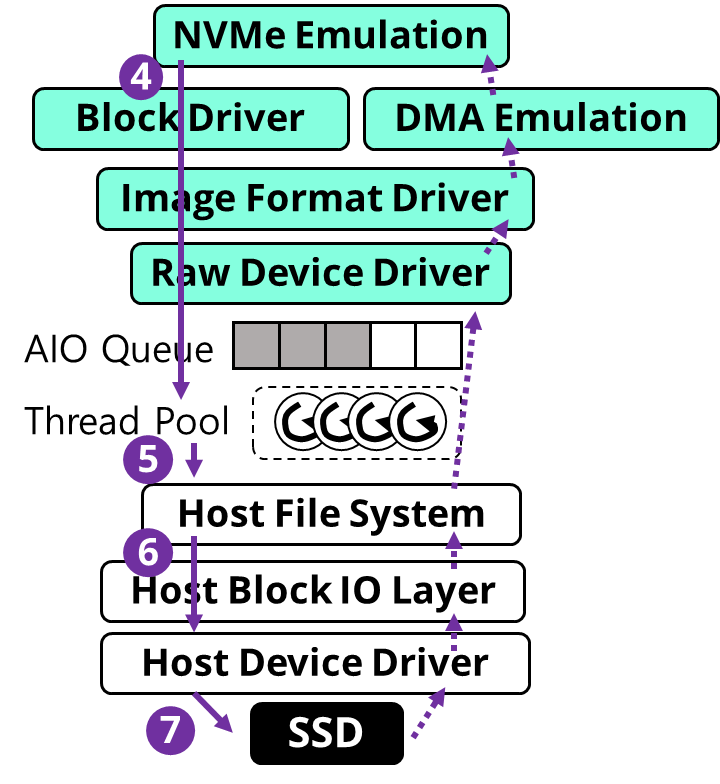 NVMe Emulation
4
Block Driver
DMA Emulation
Image Format Driver
Raw Device Driver
AIO Queue
Thread Pool
5
Host File System
6
Host Block IO Layer
Host Device Driver
7
SSD